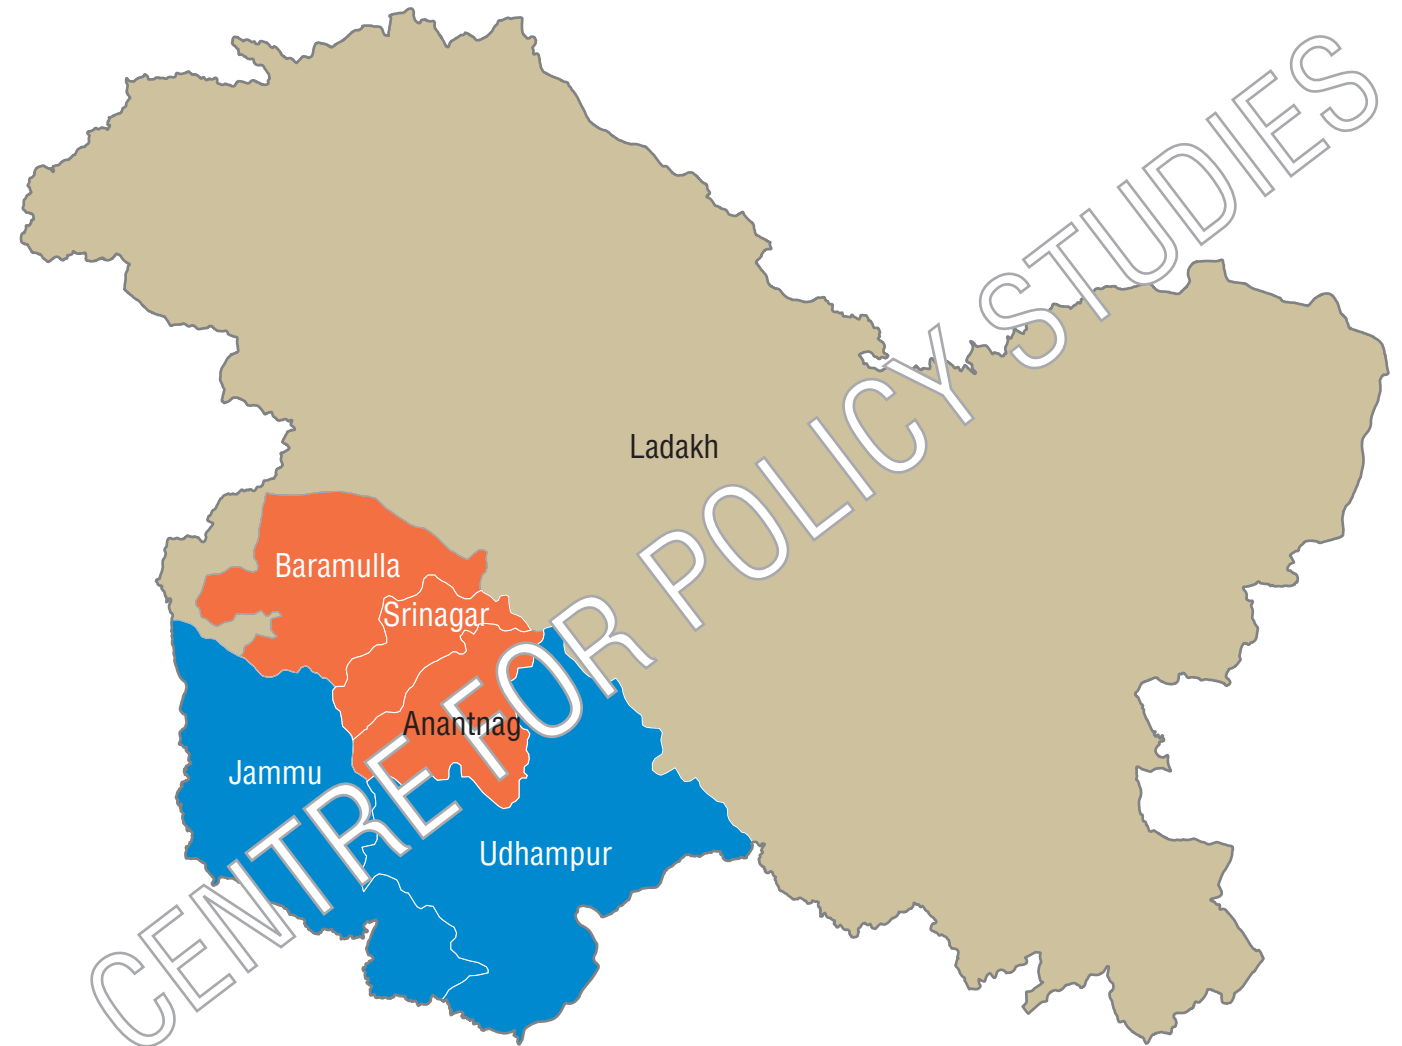 Ladakh
Baramulla
Srinagar
Anantnag
Jammu
Udhampur
CENTRE FOR POLICY STUDIES